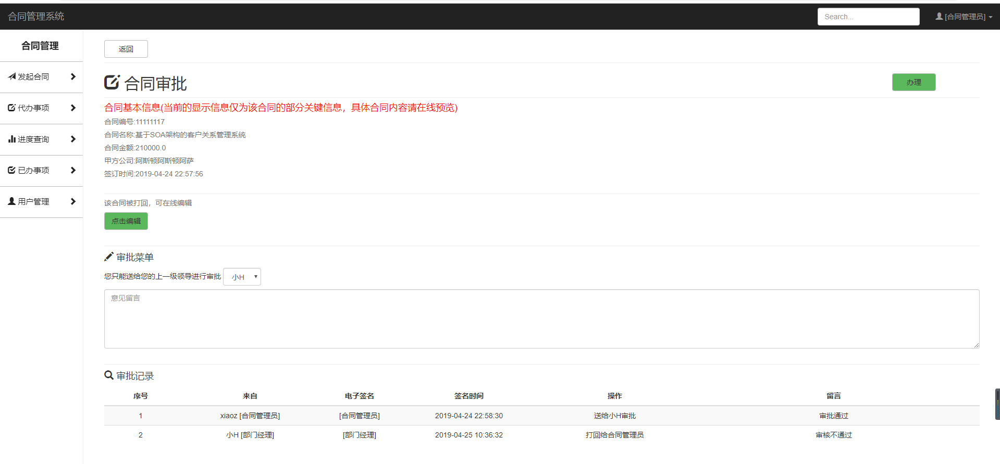 合同管理系统
Search...
[合同管理员]
合同管理
发起合同
代办事项
进度查询
已办事项
用户管理
返回
合同审批
办理
合同基本信息(当前的显示信息仅为该合同的部分关键信息，具体合同内容请在线预览)
合同编号:11111117
合同名称:基于SOA架构的客户关系管理系统
合同金额:210000.0
甲方公司:阿斯顿阿斯顿阿萨
签订时间:2019-04-24 22:57:56
该合同被打回，可在线编辑
点击编辑
审批菜单
您只能送给您的上一级领导进行审批 小H
意见留言
审批记录
序号 来自 电子签名 签名时间 操作 留言
1 xiaoz [合同管理员] [合同管理员] 2019-04-24 22:58:30 送给小H审批 审批通过
2 小H [部门经理] [部门经理] 2019-04-25 10:36:32 打回给合同管理员 审核不通过